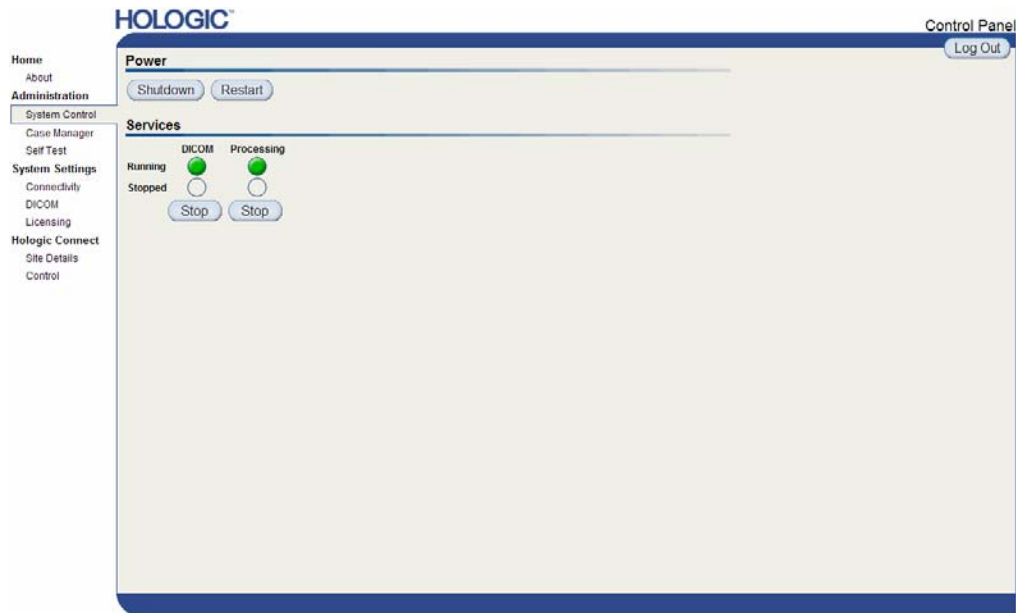 HOLOGIC™
Control Panel
Log Out
Home
About
Administration
System Control
Case Manager
Self Test
System Settings
Connectivity
DICOM
Licensing
Hologic Connect
Site Details
Control
Power
Shutdown Restart
Services
DICOM Processing
Running
Stopped
Stop Stop